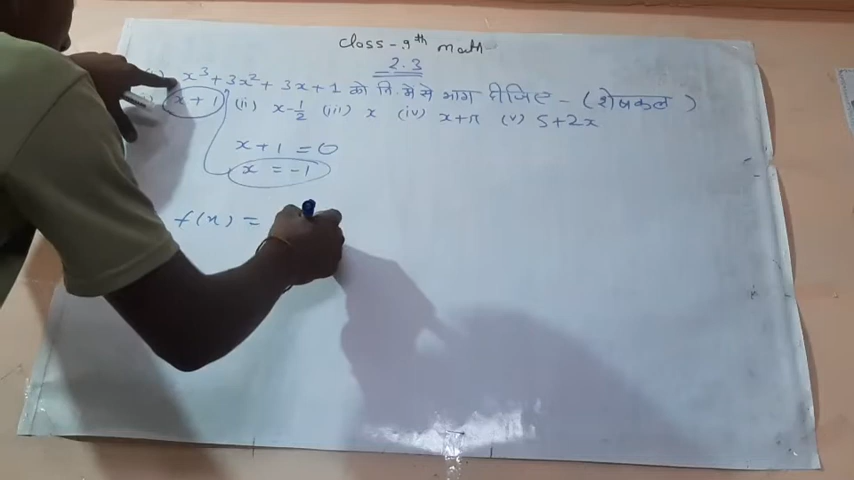 class - 9th math
2.3
x³ + 3x² + 3x + 1 को नि. में से भाग दीजिए - (शेषफल)
x + 1 (ii) x - 1/2 (iii) x (iv) x + π (v) 5 + 2x
x + 1 = 0
x = -1
f(x) =